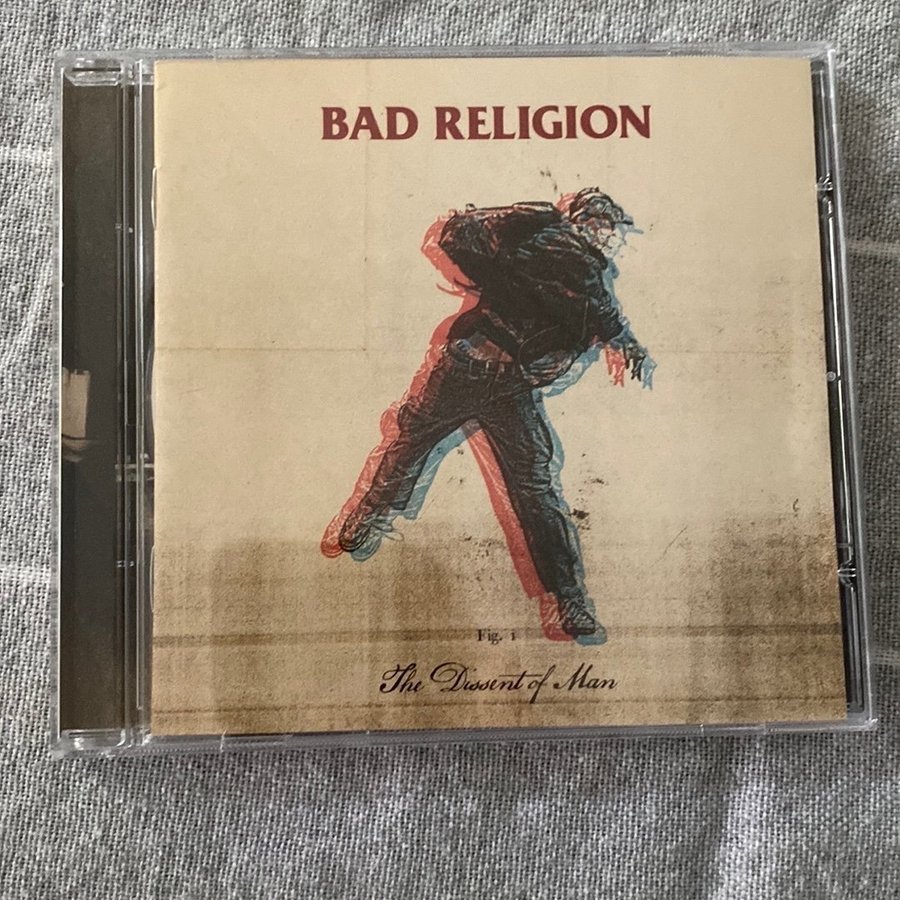 BAD RELIGION
Fig. 1
The Dissent of Man